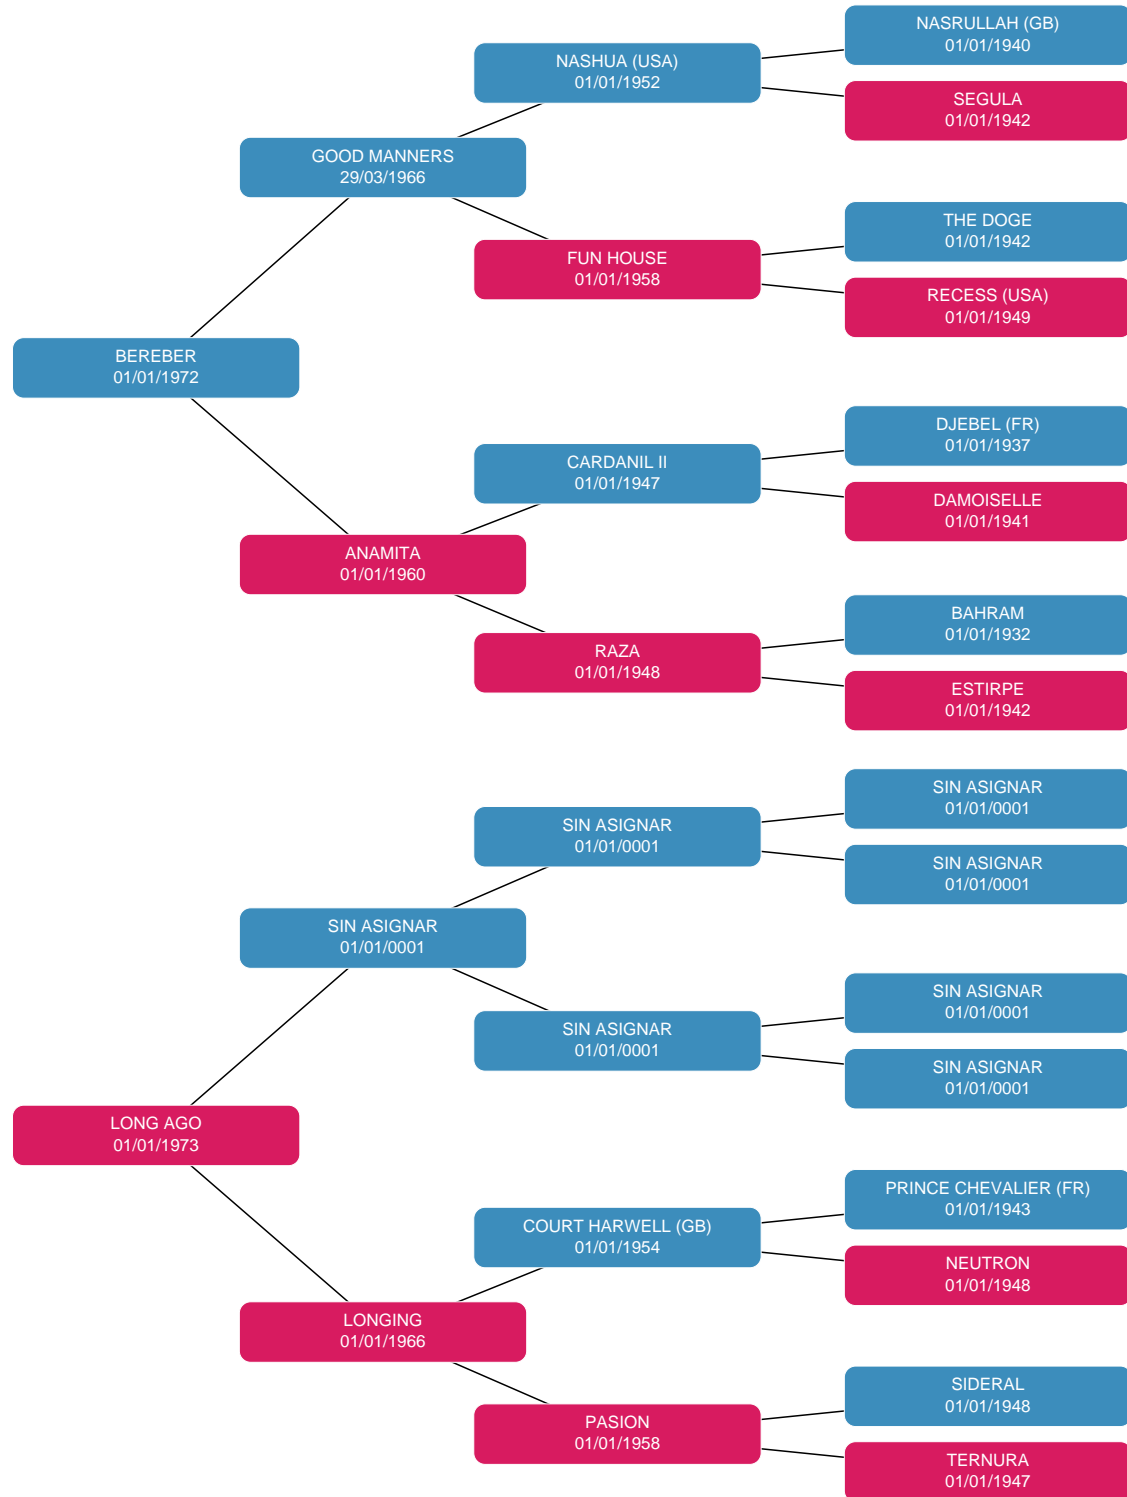 NASRULLAH (GB)
01/01/1940
NASHUA (USA)
01/01/1952
SEGULA
01/01/1942
GOOD MANNERS
29/03/1966
THE DOGE
01/01/1942
FUN HOUSE
01/01/1958
RECESS (USA)
01/01/1949
BEREBER
01/01/1972
DJEBEL (FR)
01/01/1937
CARDANIL II
01/01/1947
DAMOISELLE
01/01/1941
ANAMITA
01/01/1960
BAHRAM
01/01/1932
RAZA
01/01/1948
ESTIRPE
01/01/1942
SIN ASIGNAR
01/01/0001
SIN ASIGNAR
01/01/0001
SIN ASIGNAR
01/01/0001
SIN ASIGNAR
01/01/0001
SIN ASIGNAR
01/01/0001
SIN ASIGNAR
01/01/0001
SIN ASIGNAR
01/01/0001
LONG AGO
01/01/1973
PRINCE CHEVALIER (FR)
01/01/1943
COURT HARWELL (GB)
01/01/1954
NEUTRON
01/01/1948
LONGING
01/01/1966
SIDERAL
01/01/1948
PASION
01/01/1958
TERNURA
01/01/1947